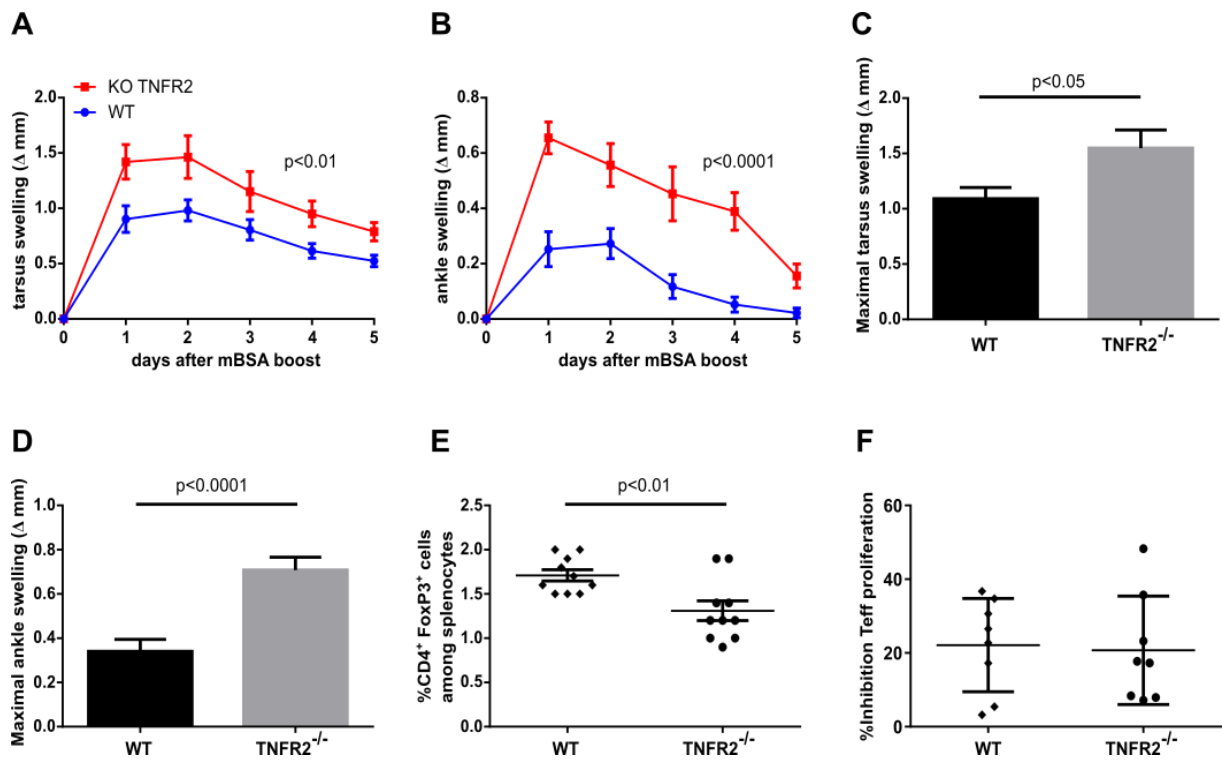 A
KO TNFR2
WT
tarsus swelling (Δ mm)
2.0
1.5
1.0
0.5
0.0
p<0.01
0 1 2 3 4 5
days after mBSA boost
B
ankle swelling (Δ mm)
0.8
0.6
0.4
0.2
0.0
p<0.0001
0 1 2 3 4 5
days after mBSA boost
C
p<0.05
Maximal tarsus swelling (Δ mm)
2.0
1.5
1.0
0.5
0.0
WT TNFR2-/-
D
p<0.0001
Maximal ankle swelling (Δ mm)
1.0
0.8
0.6
0.4
0.2
0.0
WT TNFR2-/-
E
p<0.01
%CD4+ FoxP3+ cells
among splenocytes
2.5
2.0
1.5
1.0
0.5
0.0
WT TNFR2-/-
F
%Inhibition Teff proliferation
60
40
20
0
WT TNFR2-/-